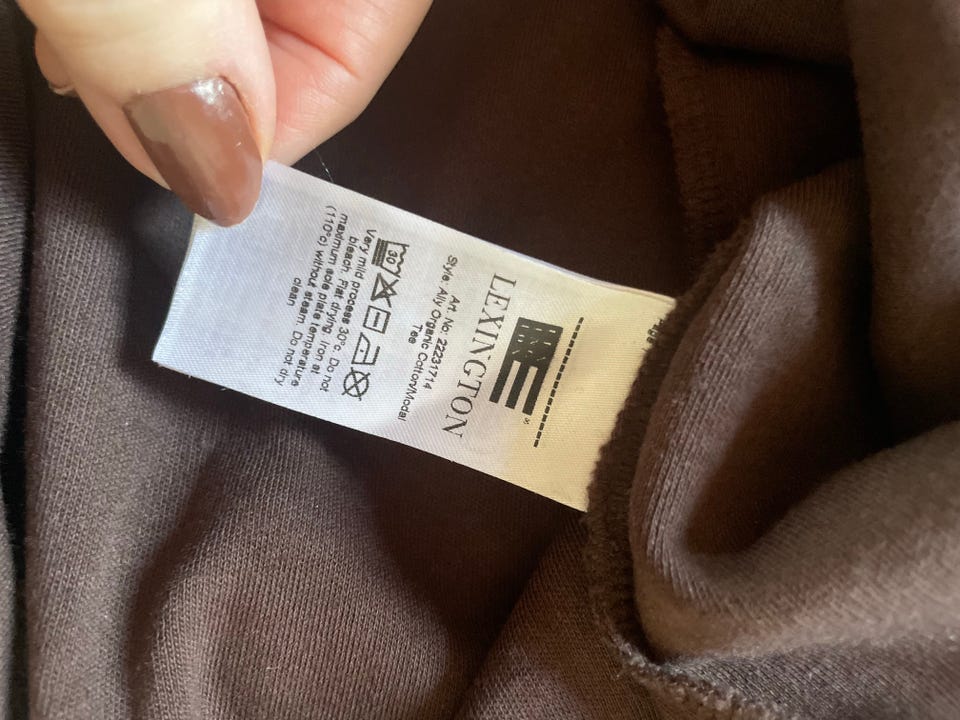 LEXINGTON
®
Art. No: 22231714
Style: Ally Organic Cotton/Modal
Tee
30
Very mild process 30°c. Do not
bleach. Flat drying. Iron at
maximum sole plate temperature
(110°c) without steam. Do not dry
clean